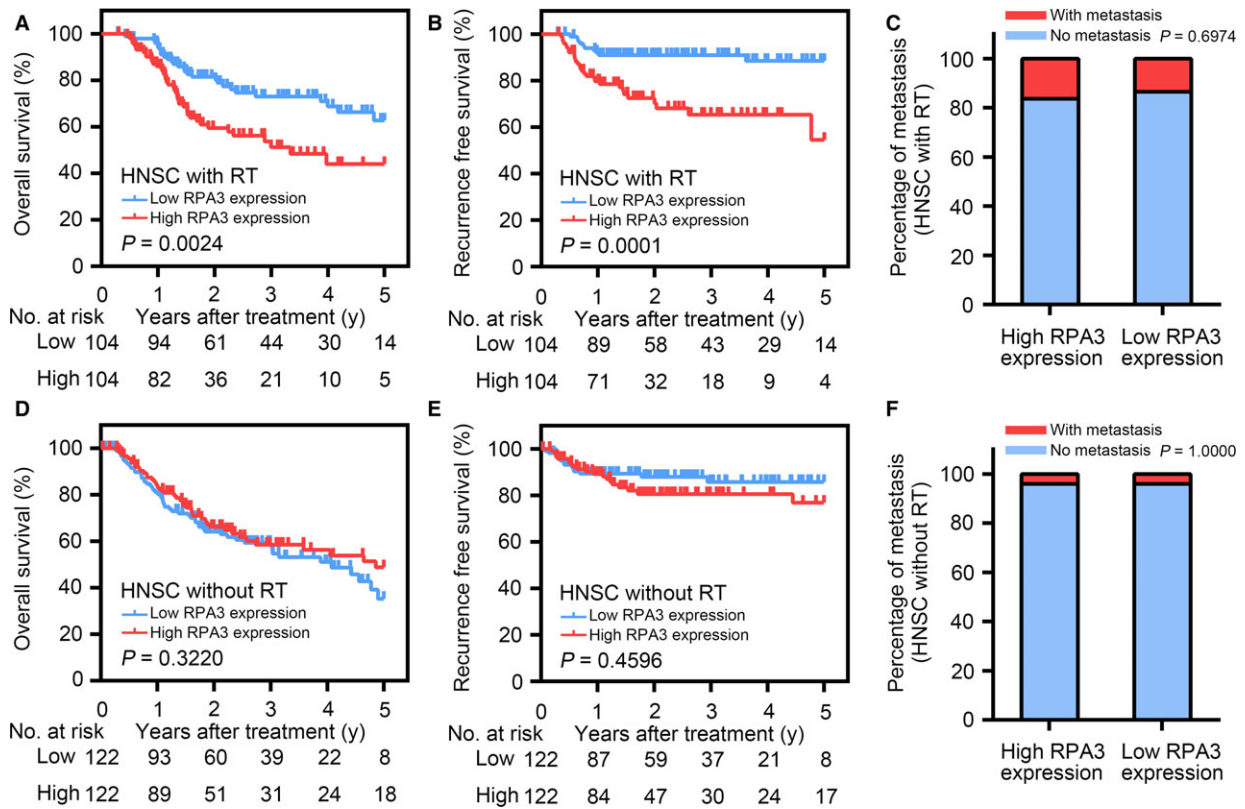 A
Overall survival (%)
100
80
60
40
20
0
HNSC with RT
Low RPA3 expression
High RPA3 expression
P = 0.0024
0 1 2 3 4 5
No. at risk Years after treatment (y)
Low 104 94 61 44 30 14
High 104 82 36 21 10 5
B
Recurrence free survival (%)
100
80
60
40
20
0
HNSC with RT
Low RPA3 expression
High RPA3 expression
P = 0.0001
0 1 2 3 4 5
No. at risk Years after treatment (y)
Low 104 89 58 43 29 14
High 104 71 32 18 9 4
C
With metastasis
No metastasis P = 0.6974
Percentage of metastasis
(HNSC with RT)
100
80
60
40
20
0
High RPA3 Low RPA3
expression expression
D
Overall survival (%)
100
80
60
40
20
0
HNSC without RT
Low RPA3 expression
High RPA3 expression
P = 0.3220
0 1 2 3 4 5
No. at risk Years after treatment (y)
Low 122 93 60 39 22 8
High 122 89 51 31 24 18
E
Recurrence free survival (%)
100
80
60
40
20
0
HNSC without RT
Low RPA3 expression
High RPA3 expression
P = 0.4596
0 1 2 3 4 5
No. at risk Years after treatment (y)
Low 122 87 59 37 21 8
High 122 84 47 30 24 17
F
With metastasis
No metastasis P = 1.0000
Percentage of metastasis
(HNSC without RT)
100
80
60
40
20
0
High RPA3 Low RPA3
expression expression